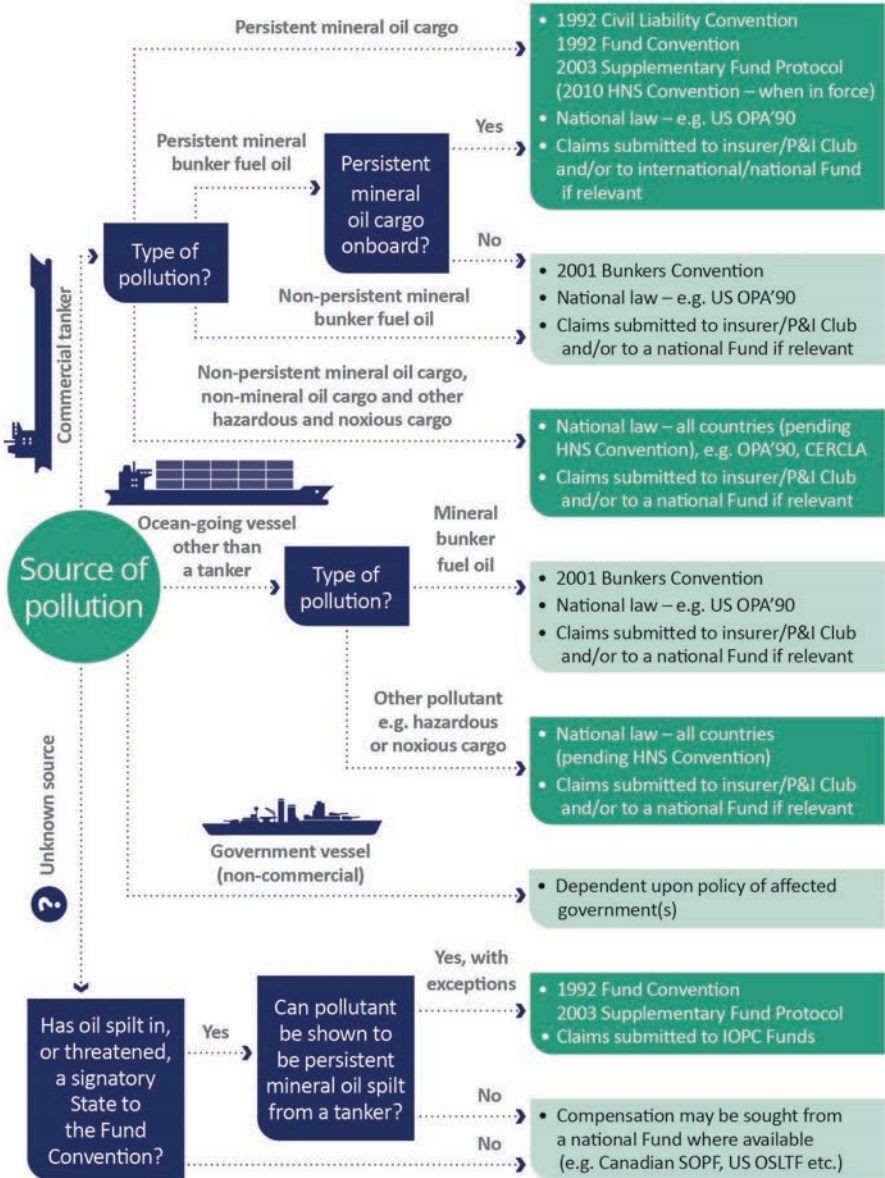 Persistent mineral oil cargo
• 1992 Civil Liability Convention
1992 Fund Convention
2003 Supplementary Fund Protocol
(2010 HNS Convention – when in force)
• National law – e.g. US OPA'90
• Claims submitted to insurer/P&I Club
and/or to international/national Fund
if relevant
Persistent mineral
bunker fuel oil
Persistent
mineral
oil cargo
onboard?
Yes
No
Type of
pollution?
Commercial tanker
• 2001 Bunkers Convention
• National law – e.g. US OPA'90
• Claims submitted to insurer/P&I Club
and/or to a national Fund if relevant
Non-persistent mineral
bunker fuel oil
Non-persistent mineral oil cargo,
non-mineral oil cargo and other
hazardous and noxious cargo
• National law – all countries (pending
HNS Convention), e.g. OPA'90, CERCLA
• Claims submitted to insurer/P&I Club
and/or to a national Fund if relevant
Source of
pollution
Ocean-going vessel
other than
a tanker
Type of
pollution?
Mineral
bunker
fuel oil
• 2001 Bunkers Convention
• National law – e.g. US OPA'90
• Claims submitted to insurer/P&I Club
and/or to a national Fund if relevant
Other pollutant
e.g. hazardous
or noxious cargo
• National law – all countries
(pending HNS Convention)
• Claims submitted to insurer/P&I Club
and/or to a national Fund if relevant
Government vessel
(non-commercial)
• Dependent upon policy of affected
government(s)
? Unknown source
Has oil spilt in,
or threatened,
a signatory
State to
the Fund
Convention?
Yes
Can pollutant
be shown to
be persistent
mineral oil spilt
from a tanker?
Yes, with
exceptions
• 1992 Fund Convention
2003 Supplementary Fund Protocol
• Claims submitted to IOPC Funds
No
No
• Compensation may be sought from
a national Fund where available
(e.g. Canadian SOPF, US OSLTF etc.)